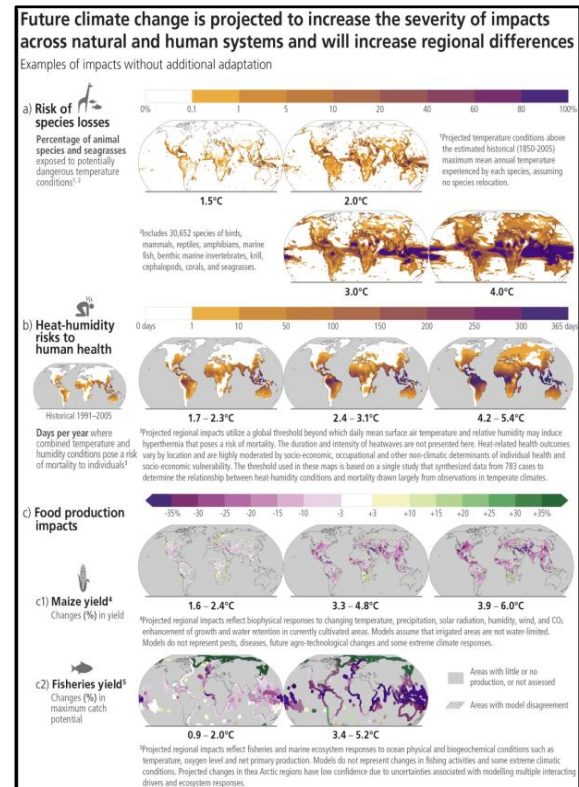 Future climate change is projected to increase the severity of impacts
across natural and human systems and will increase regional differences
Examples of impacts without additional adaptation
a) Risk of
species losses
Percentage of animal
species and seagrasses
exposed to potentially
dangerous temperature
conditions1, 2
0% 0.1 1 5 10 20 40 60 80 100%
1.5°C
2.0°C
1Projected temperature conditions above
the estimated historical (1850-2005)
maximum mean annual temperature
experienced by each species, assuming
no species relocation.
2Includes 30,652 species of birds,
mammals, reptiles, amphibians, marine
fish, benthic marine invertebrates, krill,
cephalopods, corals, and seagrasses.
3.0°C
4.0°C
b) Heat-humidity
risks to
human health
0 days 1 10 50 100 150 200 250 300 365 days
Historical 1991–2005
1.7 – 2.3°C
2.4 – 3.1°C
4.2 – 5.4°C
Days per year where
combined temperature and
humidity conditions pose a risk
of mortality to individuals3
3Projected regional impacts utilize a global threshold beyond which daily mean surface air temperature and relative humidity may induce
hyperthermia that poses a risk of mortality. The duration and intensity of heatwaves are not presented here. Heat-related health outcomes
vary by location and are highly moderated by socio-economic, occupational and other non-climatic determinants of individual health and
socio-economic vulnerability. The threshold used in these maps is based on a single study that synthesized data from 783 cases to
determine the relationship between heat-humidity conditions and mortality drawn largely from observations in temperate climates.
c) Food production
impacts
-35% -30 -25 -20 -15 -10 -3 +3 +10 +15 +20 +25 +30 +35%
c1) Maize yield4
Changes (%) in yield
1.6 – 2.4°C
3.3 – 4.8°C
3.9 – 6.0°C
4Projected regional impacts reflect biophysical responses to changing temperature, precipitation, solar radiation, humidity, wind, and CO2
enhancement of growth and water retention in currently cultivated areas. Models assume that irrigated areas are not water-limited.
Models do not represent pests, diseases, future agro-technological changes and some extreme climate responses.
c2) Fisheries yield5
Changes (%) in
maximum catch
potential
0.9 – 2.0°C
3.4 – 5.2°C
Areas with little or no
production, or not assessed
Areas with model disagreement
5Projected regional impacts reflect fisheries and marine ecosystem responses to ocean physical and biogeochemical conditions such as
temperature, oxygen level and net primary production. Models do not represent changes in fishing activities and some extreme climatic
conditions. Projected changes in thea Arctic regions have low confidence due to uncertainties associated with modelling multiple interacting
drivers and ecosystem responses.